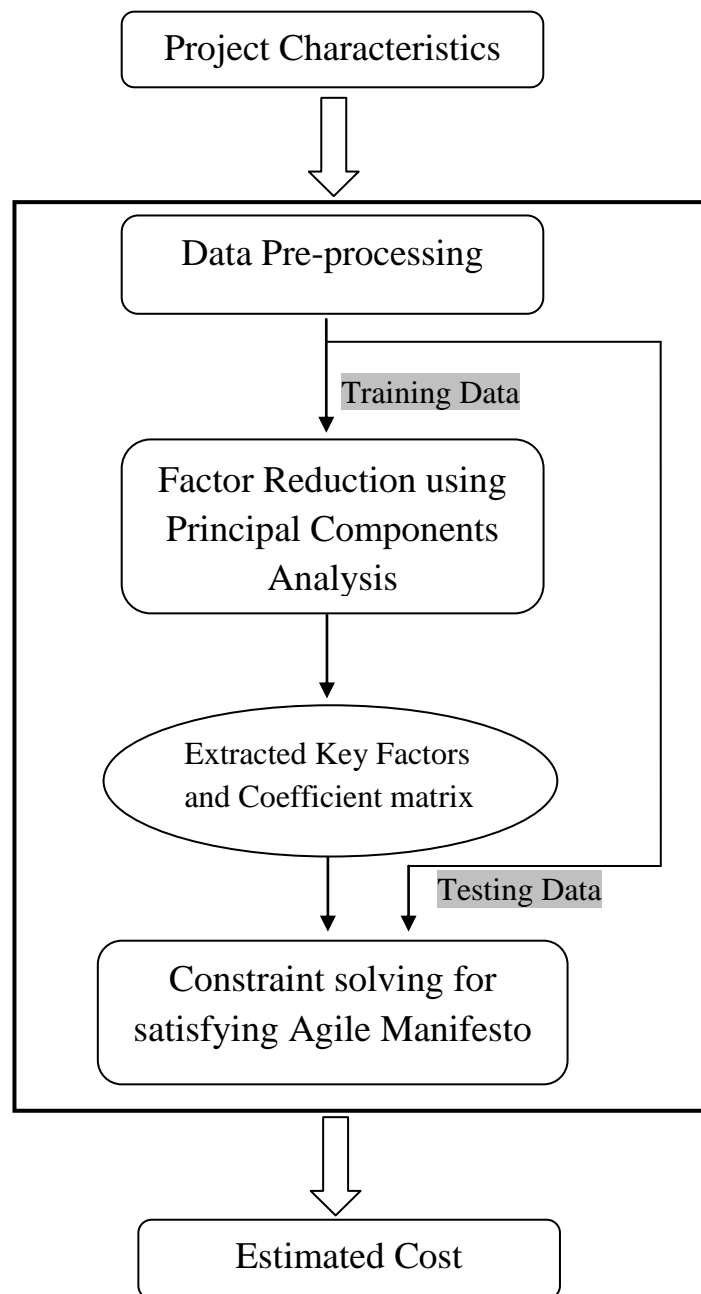 Project Characteristics
Data Pre-processing
Training Data
Factor Reduction using
Principal Components
Analysis
Extracted Key Factors
and Coefficient matrix
Testing Data
Constraint solving for
satisfying Agile Manifesto
Estimated Cost